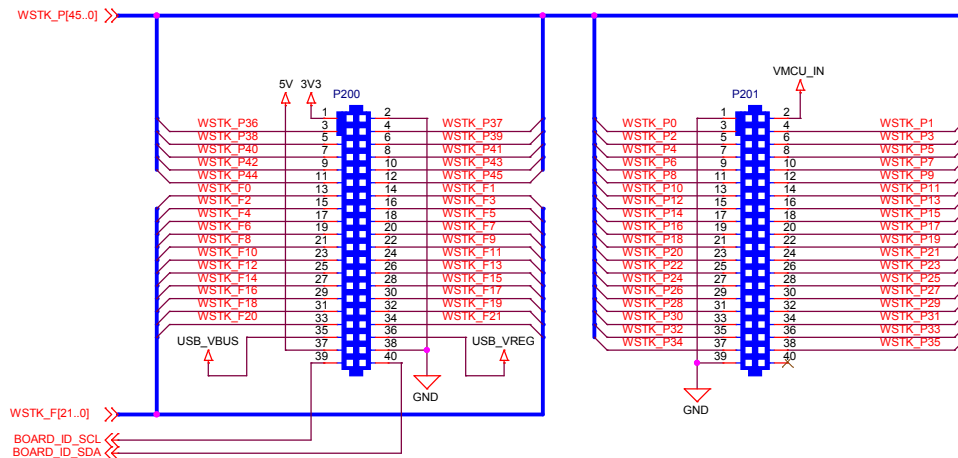 WSTK_P[45..0]
5V 3V3 VMCU_IN
P200 P201
1 2 1 2
WSTK_P36 3 4 WSTK_P37 WSTK_P0 3 4 WSTK_P1
WSTK_P38 5 6 WSTK_P39 WSTK_P2 5 6 WSTK_P3
WSTK_P40 7 8 WSTK_P41 WSTK_P4 7 8 WSTK_P5
WSTK_P42 9 10 WSTK_P43 WSTK_P6 9 10 WSTK_P7
WSTK_P44 11 12 WSTK_P45 WSTK_P8 11 12 WSTK_P9
WSTK_F0 13 14 WSTK_F1 WSTK_P10 13 14 WSTK_P11
WSTK_F2 15 16 WSTK_F3 WSTK_P12 15 16 WSTK_P13
WSTK_F4 17 18 WSTK_F5 WSTK_P14 17 18 WSTK_P15
WSTK_F6 19 20 WSTK_F7 WSTK_P16 19 20 WSTK_P17
WSTK_F8 21 22 WSTK_F9 WSTK_P18 21 22 WSTK_P19
WSTK_F10 23 24 WSTK_F11 WSTK_P20 23 24 WSTK_P21
WSTK_F12 25 26 WSTK_F13 WSTK_P22 25 26 WSTK_P23
WSTK_F14 27 28 WSTK_F15 WSTK_P24 27 28 WSTK_P25
WSTK_F16 29 30 WSTK_F17 WSTK_P26 29 30 WSTK_P27
WSTK_F18 31 32 WSTK_F19 WSTK_P28 31 32 WSTK_P29
WSTK_F20 33 34 WSTK_F21 WSTK_P30 33 34 WSTK_P31
35 36 WSTK_P32 35 36 WSTK_P33
USB_VBUS 37 38 USB_VREG WSTK_P34 37 38 WSTK_P35
39 40 39 40
GND GND
WSTK_F[21..0]
BOARD_ID_SCL
BOARD_ID_SDA